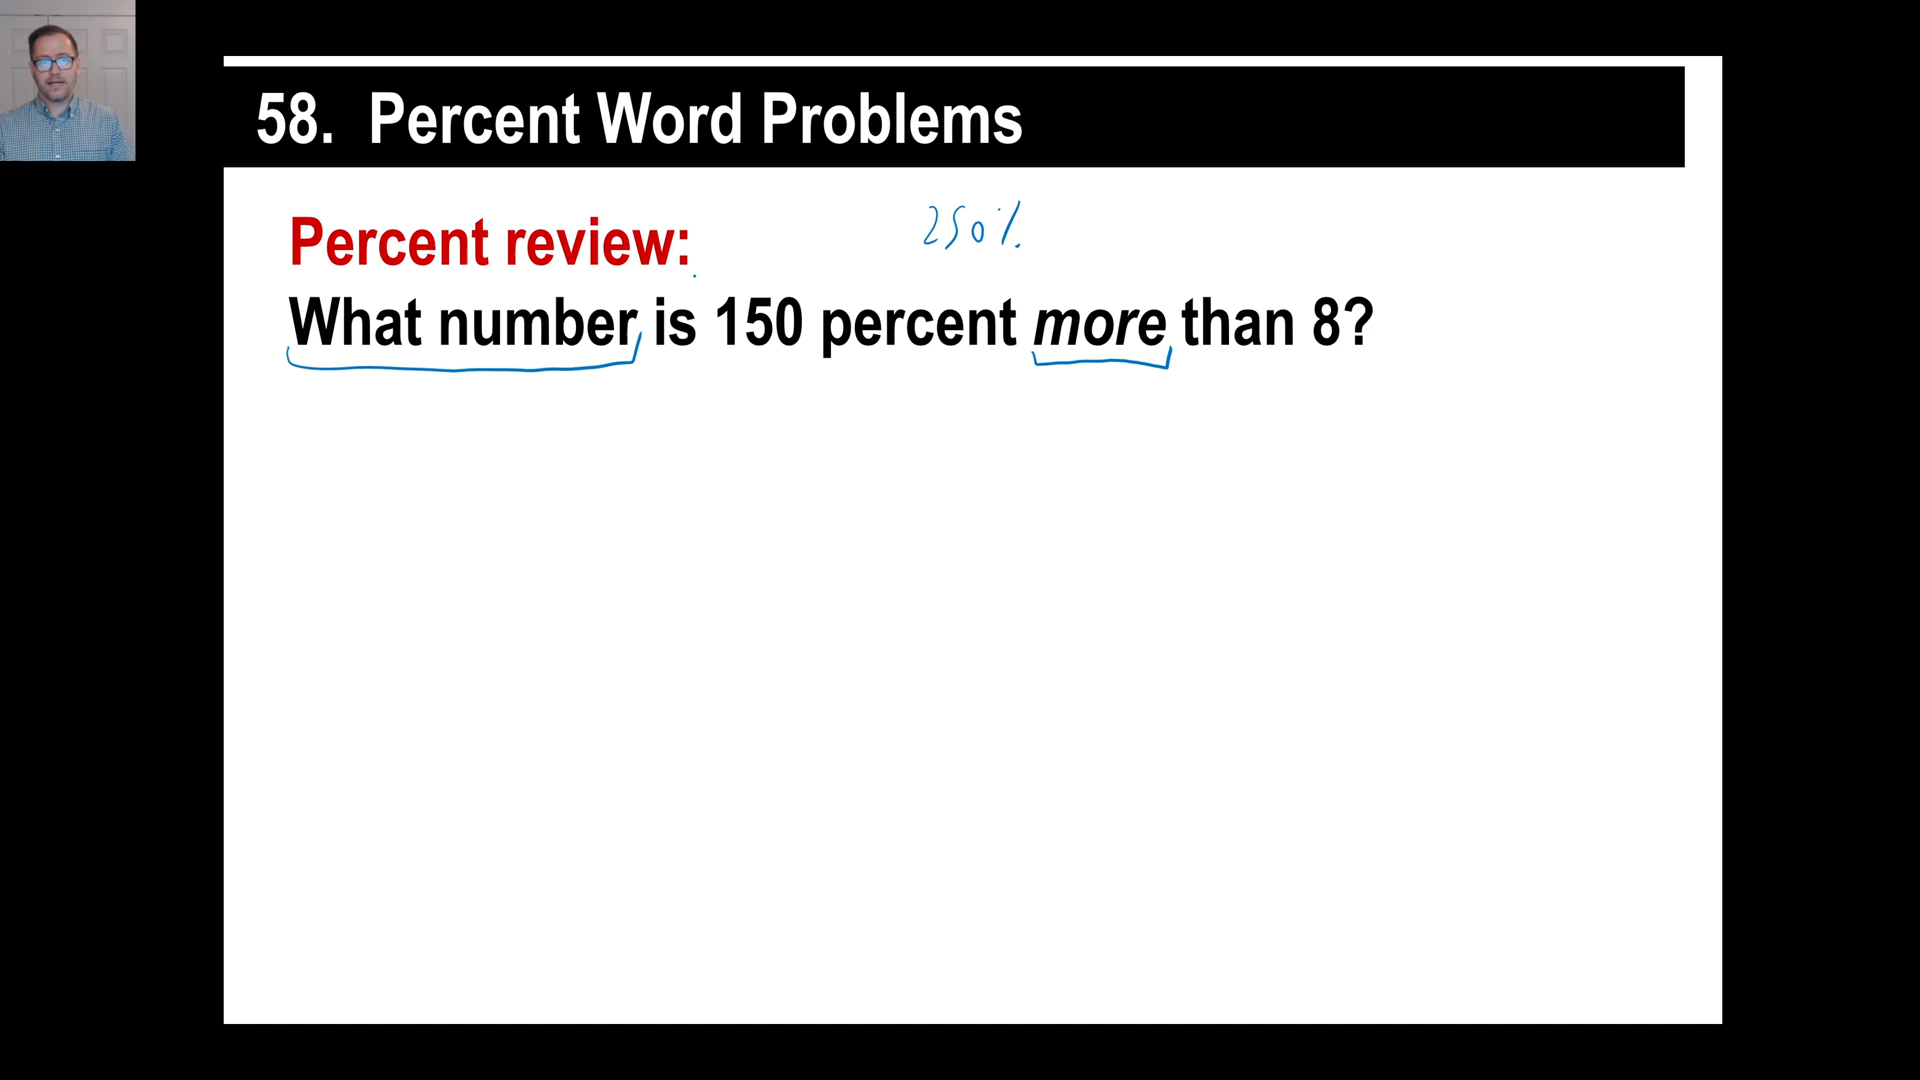 58. Percent Word Problems
Percent review:
250%
What number is 150 percent more than 8?